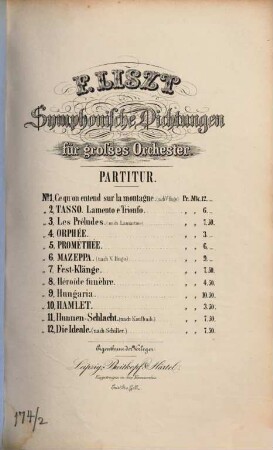 F. LISZT
Symphonische Dichtungen
für großes Orchester.
PARTITUR.
No 1, Ce qu'on entend sur la montagne (nach V. Hugo) Pr. Mk. 12. _
„ 2, TASSO. Lamento e Trionfo. „ „ 6. _
„ 3, Les Préludes (nach Lamartine) „ „ 7.50.
„ 4, ORPHÉE. „ „ 3. _
„ 5, PROMÉTHÉE. „ „ 6. _
„ 6, MAZEPPA. (nach V. Hugo) „ „ 9. _
„ 7, Fest-Klänge. „ „ 7.50.
„ 8, Héroïde funèbre. „ „ 4.50.
„ 9, Hungaria. „ „ 10.50.
„ 10, HAMLET. „ „ 3.50.
„ 11, Hunnen-Schlacht. (nach Kaulbach) „ „ 7.50.
„ 12, Die Ideale. (nach Schiller) „ „ 7.50.
Eigenthum der Verleger
Leipzig, Breitkopf & Härtel.
174/2